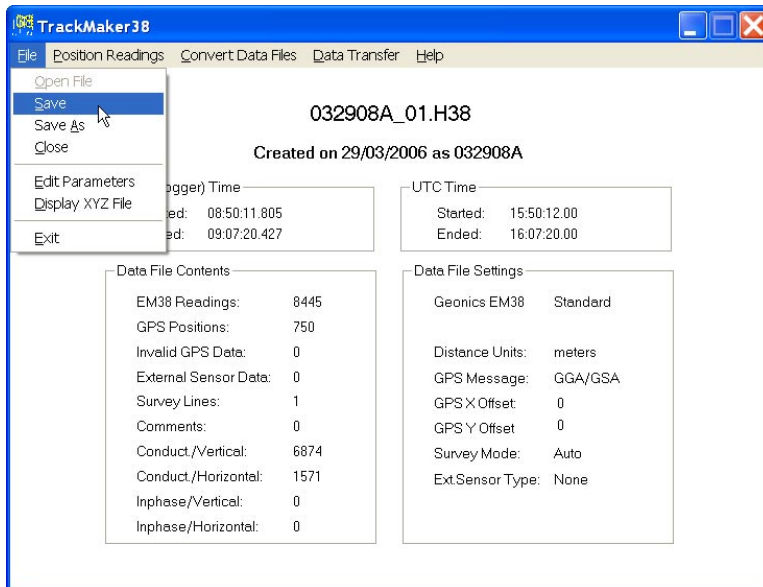 TrackMaker38
File Position Readings Convert Data Files Data Transfer Help
Open File
Save
Save As
Close
Edit Parameters
Display XYZ File
Exit
032908A_01.H38
Created on 29/03/2006 as 032908A
ogger) Time
ed: 08:50:11.805
ed: 09:07:20.427
UTC Time
Started: 15:50:12.00
Ended: 16:07:20.00
Data File Contents
EM38 Readings: 8445
GPS Positions: 750
Invalid GPS Data: 0
External Sensor Data: 0
Survey Lines: 1
Comments: 0
Conduct./Vertical: 6874
Conduct./Horizontal: 1571
Inphase/Vertical: 0
Inphase/Horizontal: 0
Data File Settings
Geonics EM38 Standard
Distance Units: meters
GPS Message: GGA/GSA
GPS X Offset: 0
GPS Y Offset 0
Survey Mode: Auto
Ext.Sensor Type: None